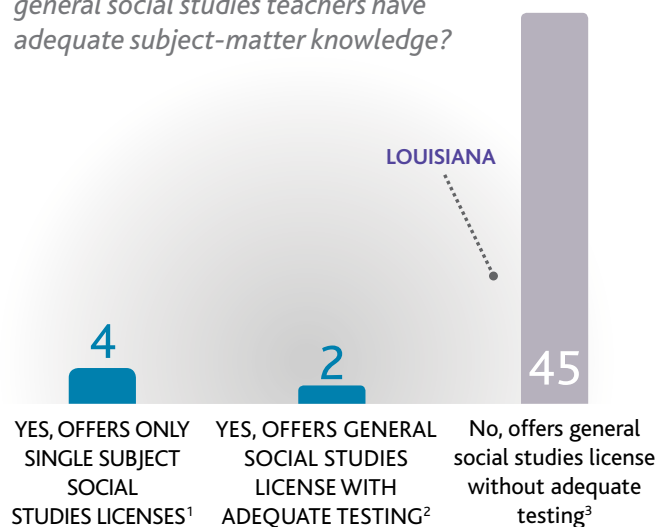 general social studies teachers have
adequate subject-matter knowledge?
LOUISIANA
4
2
45
YES, OFFERS ONLY
SINGLE SUBJECT
SOCIAL
STUDIES LICENSES¹
YES, OFFERS GENERAL
SOCIAL STUDIES
LICENSE WITH
ADEQUATE TESTING²
No, offers general
social studies license
without adequate
testing³